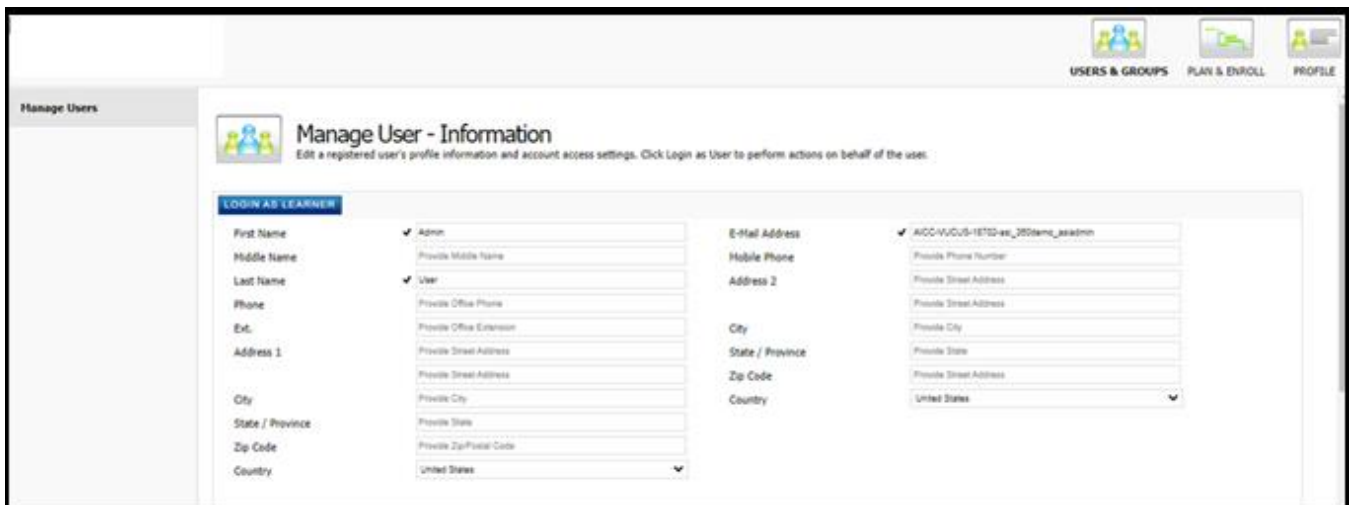 USERS & GROUPS PLAN & ENROLL PROFILE
Manage Users
Manage User - Information
Edit a registered user's profile information and account access settings. Click Login as User to perform actions on behalf of the user.
LOGIN AS LEARNER
First Name Admin
Middle Name Provide Middle Name
Last Name User
Phone Provide Office Phone
Ext. Provide Office Extension
Address 1 Provide Street Address
Provide Street Address
City Provide City
State / Province Provide State
Zip Code Provide Zip/Postal Code
Country United States
E-Mail Address
Mobile Phone Provide Phone Number
Address 2 Provide Street Address
Provide Street Address
City Provide City
State / Province Provide State
Zip Code Provide Street Address
Country United States